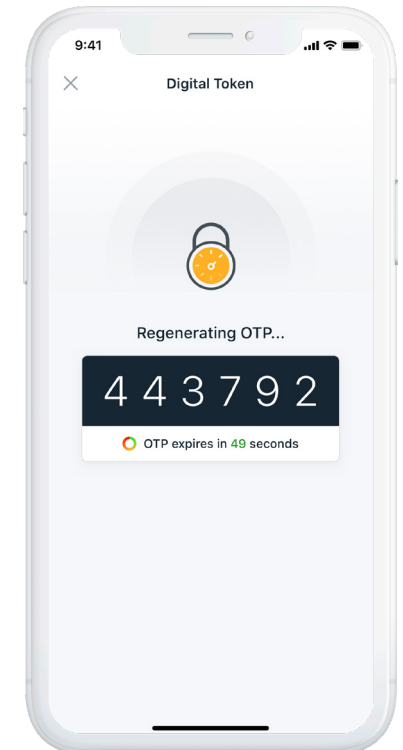 9:41
Digital Token
Regenerating OTP...
443792
OTP expires in 49 seconds